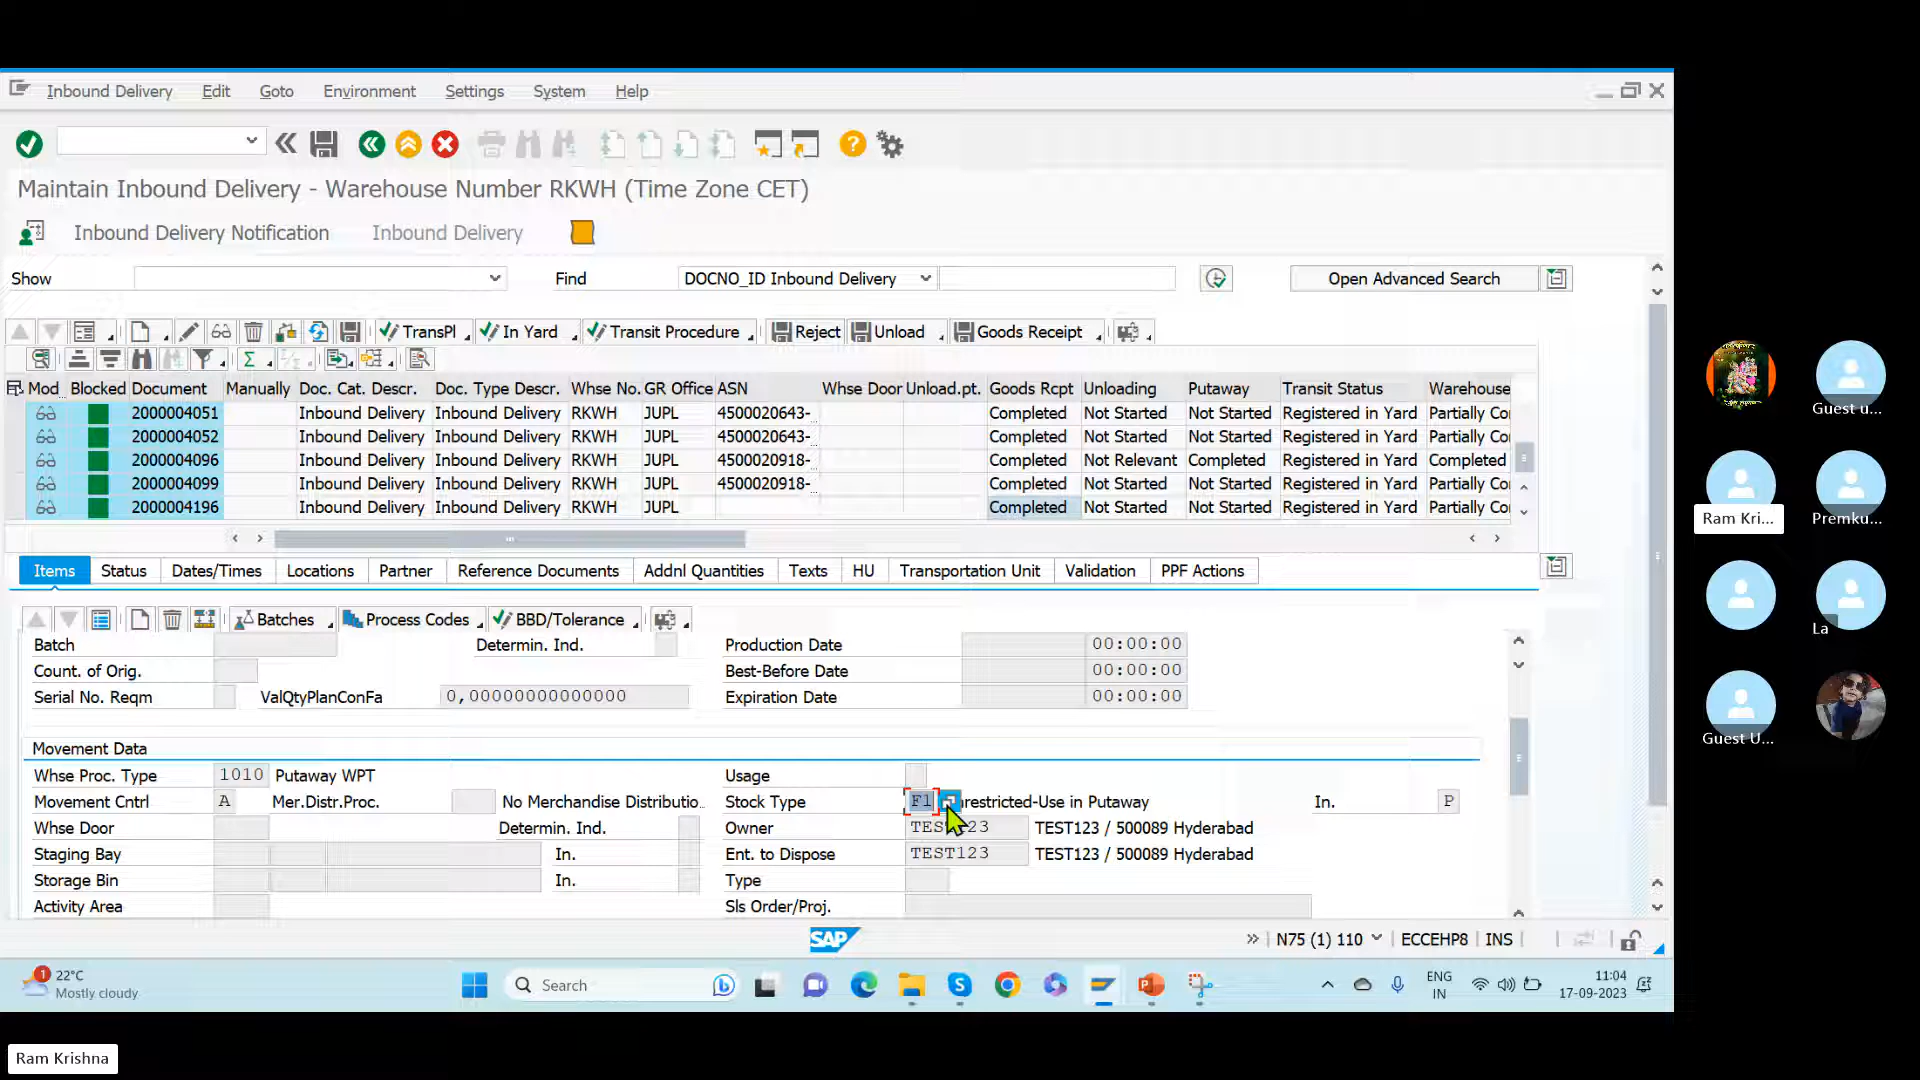 Inbound Delivery Edit Goto Environment Settings System Help
Maintain Inbound Delivery - Warehouse Number RKWH (Time Zone CET)
Inbound Delivery Notification Inbound Delivery
Show Find DOCNO_ID Inbound Delivery Open Advanced Search
TransPl In Yard Transit Procedure Reject Unload Goods Receipt
Mod Blocked Document Manually Doc. Cat. Descr. Doc. Type Descr. Whse No. GR Office ASN Whse Door Unload.pt. Goods Rcpt Unloading Putaway Transit Status Warehouse
2000004051 Inbound Delivery Inbound Delivery RKWH JUPL 4500020643-... Completed Not Started Not Started Registered in Yard Partially Co
2000004052 Inbound Delivery Inbound Delivery RKWH JUPL 4500020643-... Completed Not Started Not Started Registered in Yard Partially Co
2000004096 Inbound Delivery Inbound Delivery RKWH JUPL 4500020918-... Completed Not Relevant Completed Registered in Yard Completed
2000004099 Inbound Delivery Inbound Delivery RKWH JUPL 4500020918-... Completed Not Started Not Started Registered in Yard Partially Co
2000004196 Inbound Delivery Inbound Delivery RKWH JUPL Completed Not Started Not Started Registered in Yard Partially Co
Items Status Dates/Times Locations Partner Reference Documents Addnl Quantities Texts HU Transportation Unit Validation PPF Actions
Batches Process Codes BBD/Tolerance
Batch Determin. Ind. Production Date 00:00:00
Count. of Orig. Best-Before Date 00:00:00
Serial No. Reqm ValQtyPlanConFa 0,00000000000000 Expiration Date 00:00:00
Movement Data
Whse Proc. Type 1010 Putaway WPT Usage
Movement Cntrl A Mer.Distr.Proc. No Merchandise Distributio.. Stock Type F1 restricted-Use in Putaway In. P
Whse Door Determin. Ind. Owner TEST123 TEST123 / 500089 Hyderabad
Staging Bay In. Ent. to Dispose TEST123 TEST123 / 500089 Hyderabad
Storage Bin In. Type
Activity Area Sls Order/Proj.
SAP N75 (1) 110 ECCEHP8 INS
1 22°C Mostly cloudy Search ENG IN 11:04 17-09-2023
Guest u...
Ram Kri... Premku...
La
Guest U...
Ram Krishna